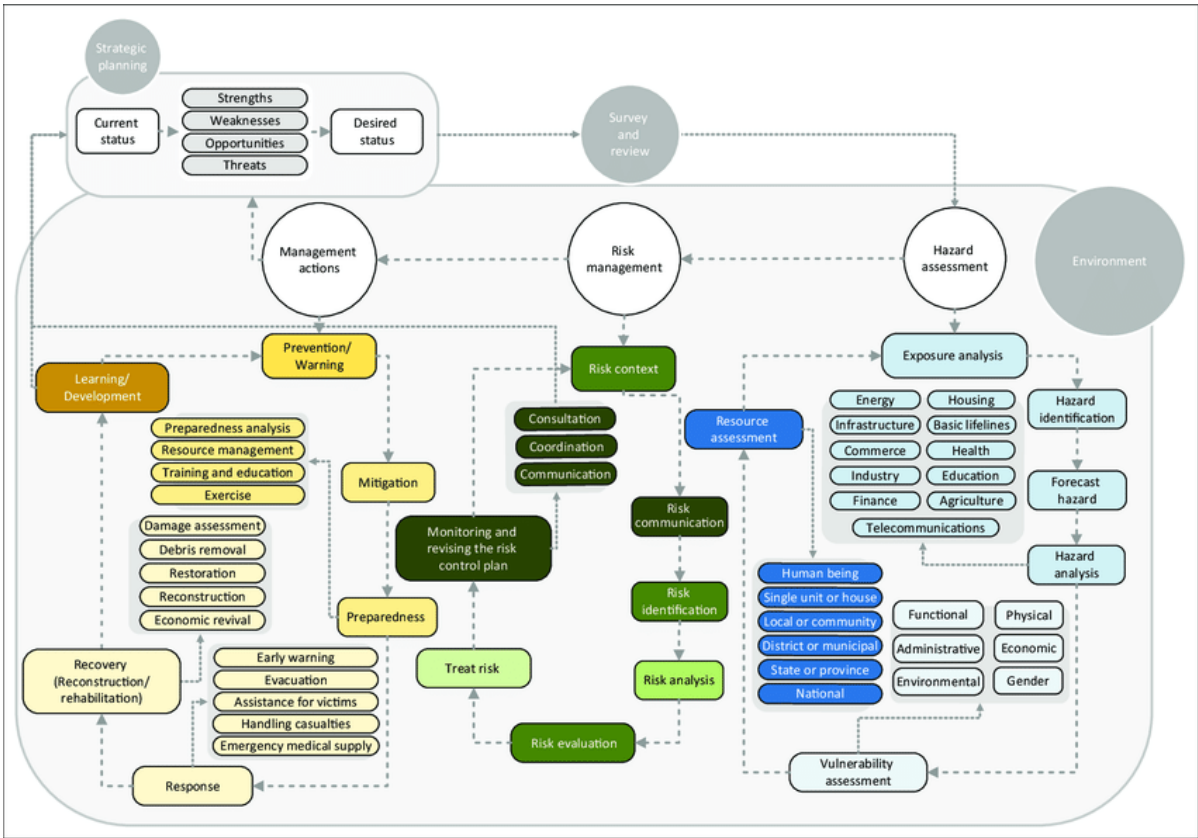 Strategic
planning
Current
status
Strengths
Weaknesses
Opportunities
Threats
Desired
status
Survey
and
review
Environment
Management
actions
Risk
management
Hazard
assessment
Prevention/
Warning
Learning/
Development
Preparedness analysis
Resource management
Training and education
Exercise
Mitigation
Damage assessment
Debris removal
Restoration
Reconstruction
Economic revival
Preparedness
Recovery
(Reconstruction/
rehabilitation)
Early warning
Evacuation
Assistance for victims
Handling casualties
Emergency medical supply
Response
Risk context
Consultation
Coordination
Communication
Monitoring and
revising the risk
control plan
Risk
communication
Risk
identification
Treat risk
Risk analysis
Risk evaluation
Exposure analysis
Resource
assessment
Energy
Housing
Infrastructure
Basic lifelines
Commerce
Health
Industry
Education
Finance
Agriculture
Telecommunications
Hazard
identification
Forecast
hazard
Hazard
analysis
Human being
Single unit or house
Local or community
District or municipal
State or province
National
Functional
Physical
Administrative
Economic
Environmental
Gender
Vulnerability
assessment